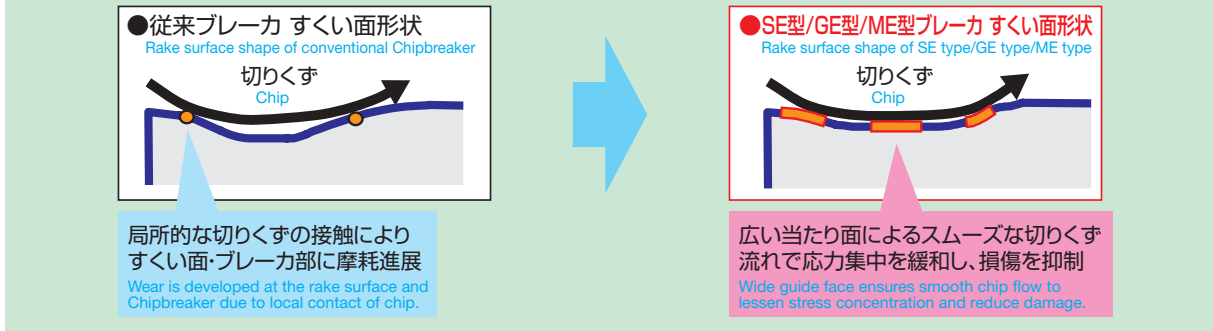 ●従来ブレーカ すくい面形状
Rake surface shape of conventional Chipbreaker
切りくず
Chip
局所的な切りくずの接触により
すくい面・ブレーカ部に摩耗進展
Wear is developed at the rake surface and
Chipbreaker due to local contact of chip.
●SE型/GE型/ME型ブレーカ すくい面形状
Rake surface shape of SE type/GE type/ME type
切りくず
Chip
広い当たり面によるスムーズな切りくず
流れで応力集中を緩和し、損傷を抑制
Wide guide face ensures smooth chip flow to
lessen stress concentration and reduce damage.